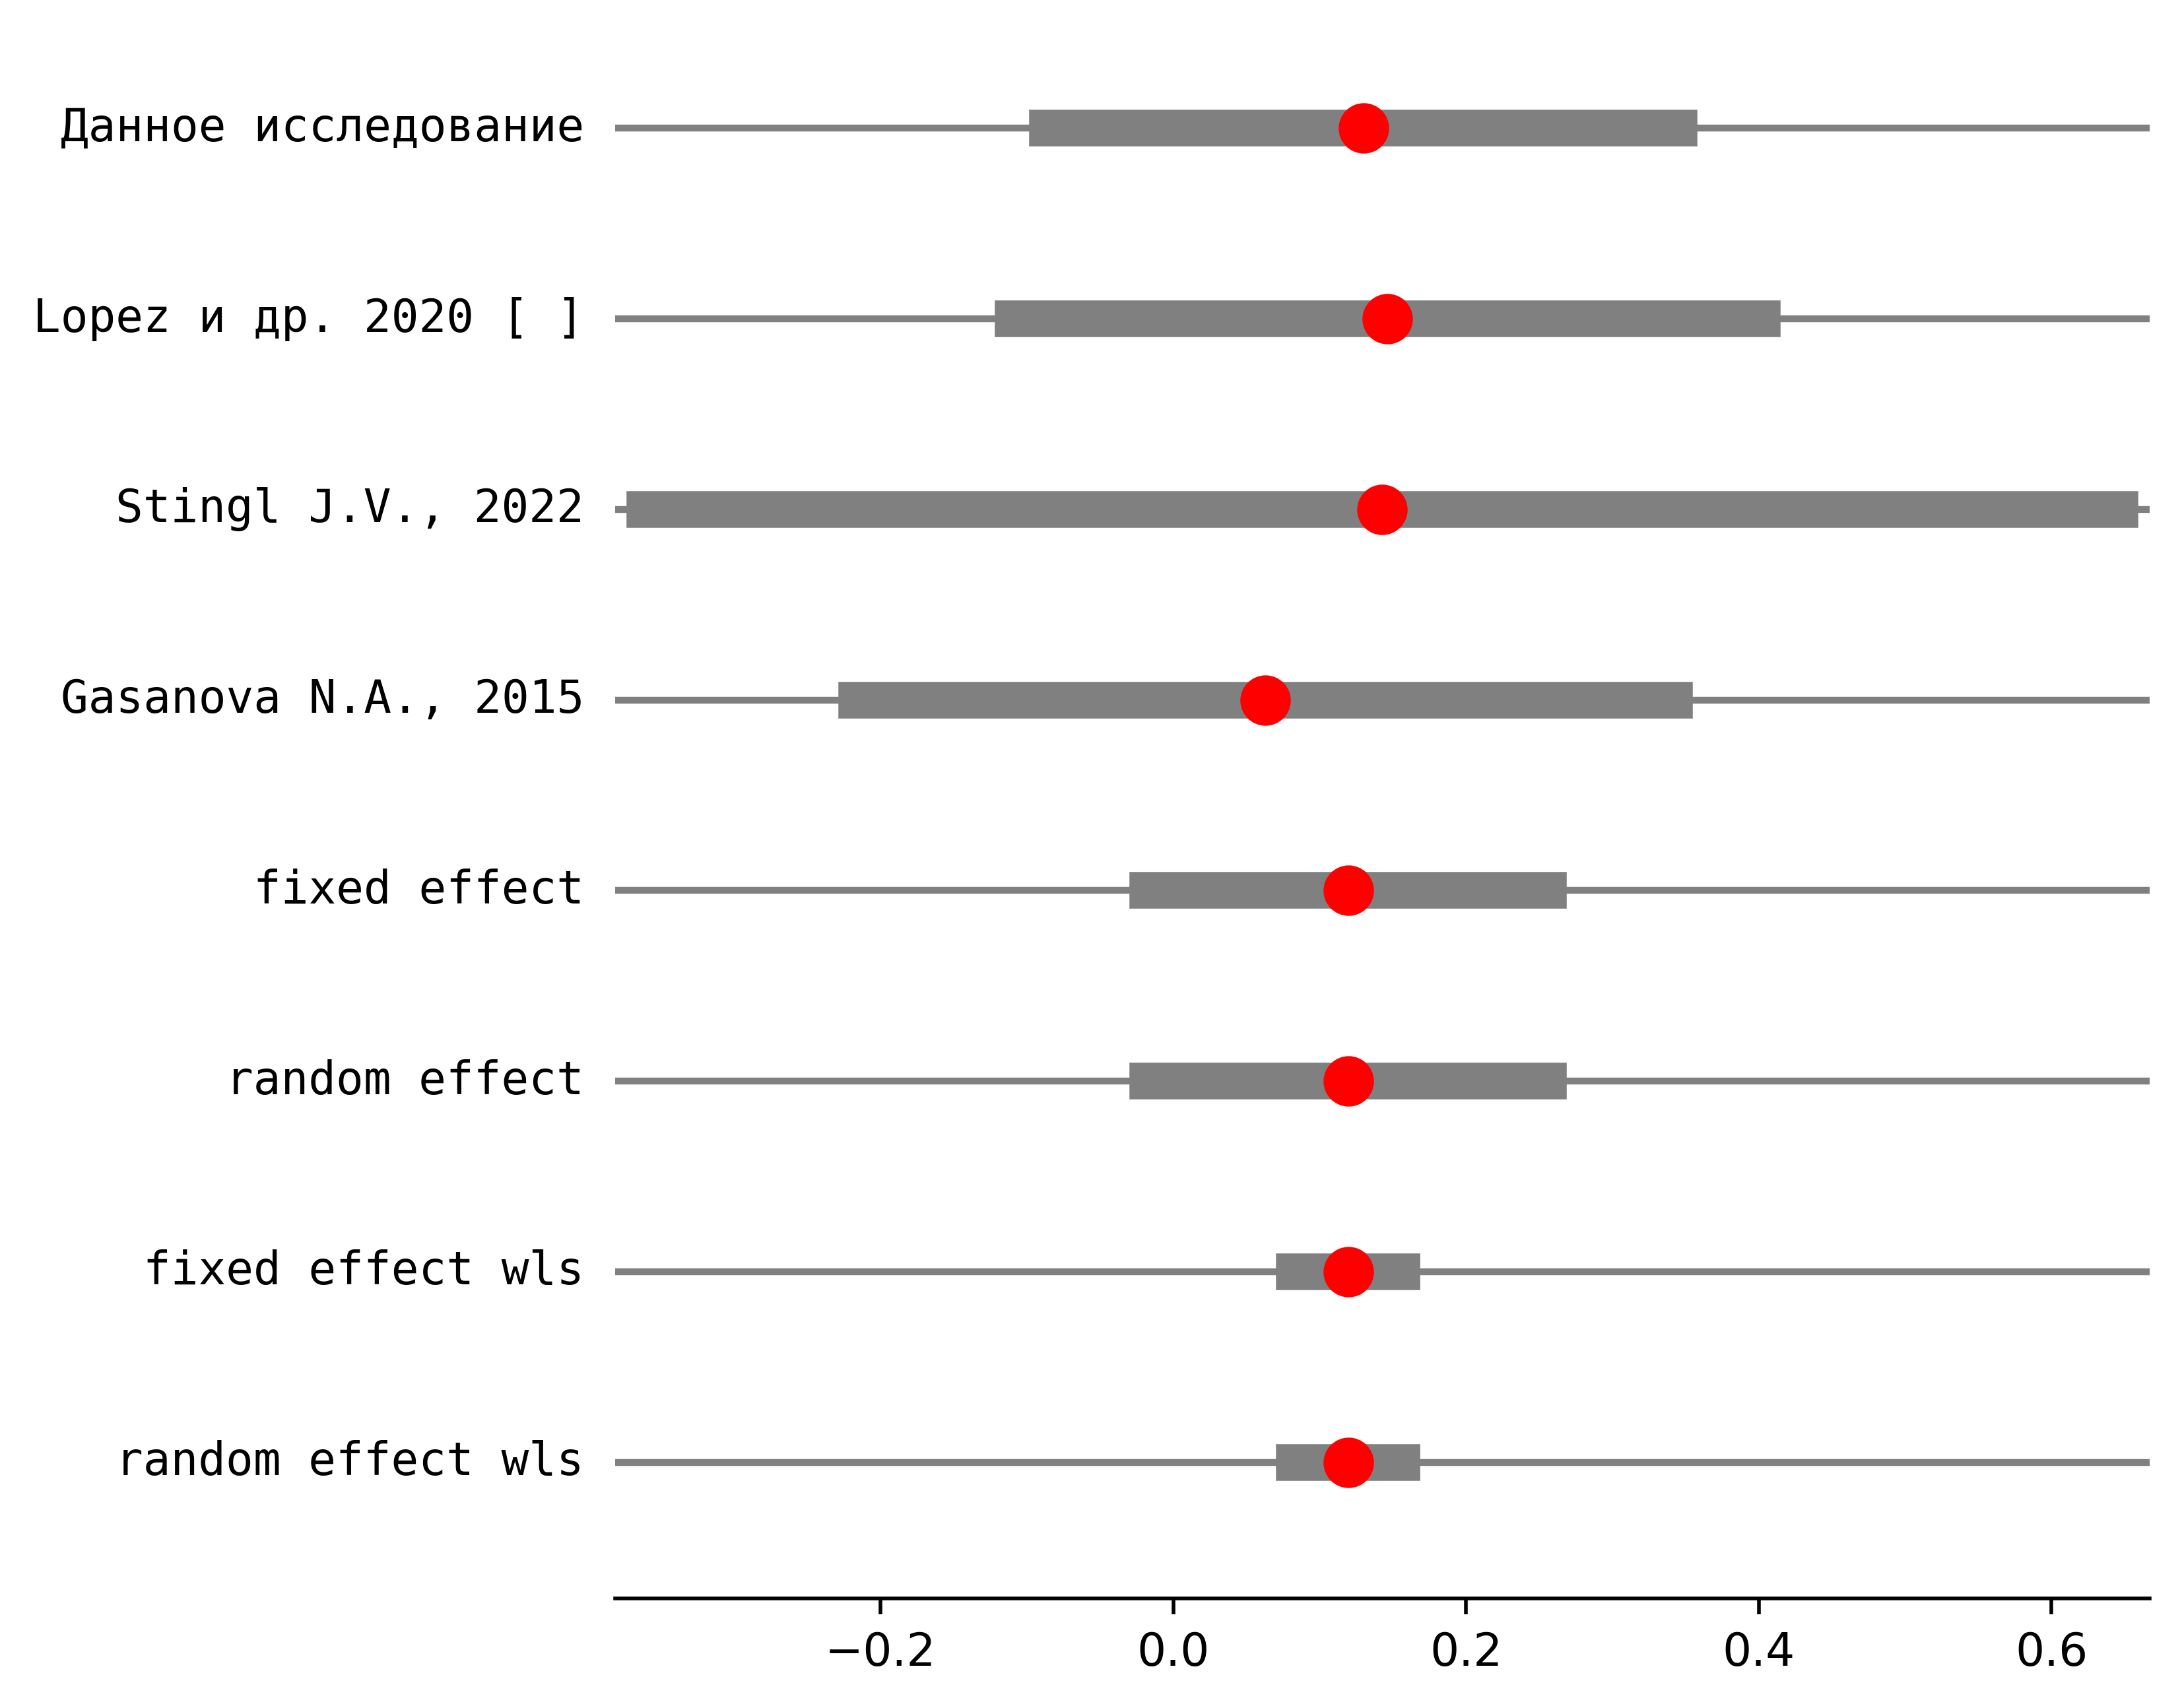 Данное исследование
Lopez и др. 2020 [ ]
Stingl J.V., 2022
Gasanova N.A., 2015
fixed effect
random effect
fixed effect wls
random effect wls
−0.2 0.0 0.2 0.4 0.6